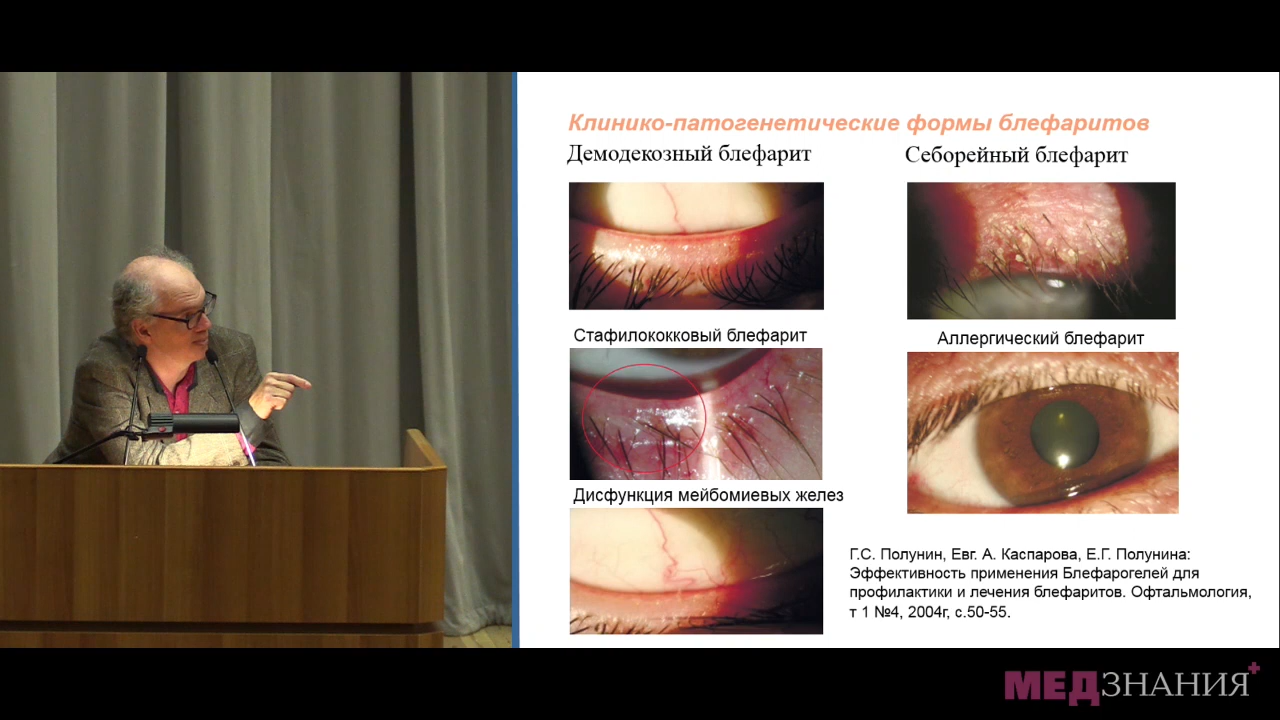 Клинико-патогенетические формы блефаритов
Демодекозный блефарит
Себорейный блефарит
Стафилококковый блефарит
Аллергический блефарит
Дисфункция мейбомиевых желез
Г.С. Полунин, Евг. А. Каспарова, Е.Г. Полунина:
Эффективность применения Блефарогелей для
профилактики и лечения блефаритов. Офтальмология,
т 1 №4, 2004г, с.50-55.
МЕДЗНАНИЯ+